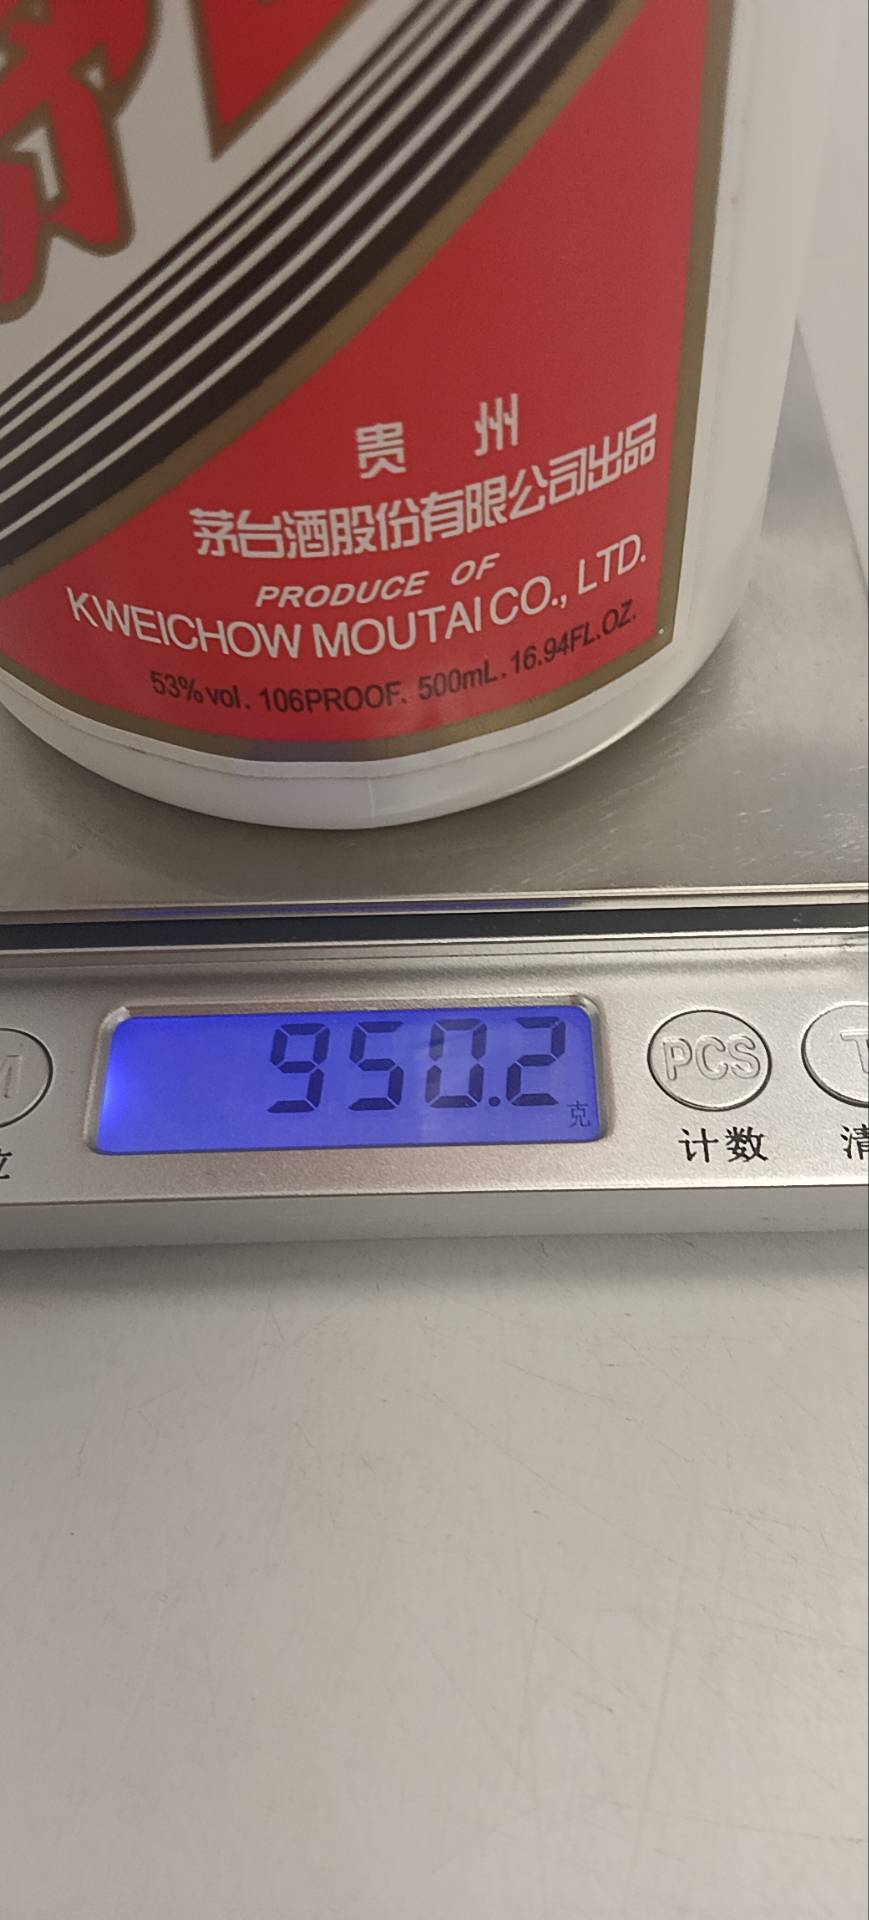 贵 州
茅台酒股份有限公司出品
PRODUCE OF
KWEICHOW MOUTAI CO., LTD.
53%vol. 106PROOF. 500mL. 16.94FL.OZ.
950.2
克
PCS
计数
清